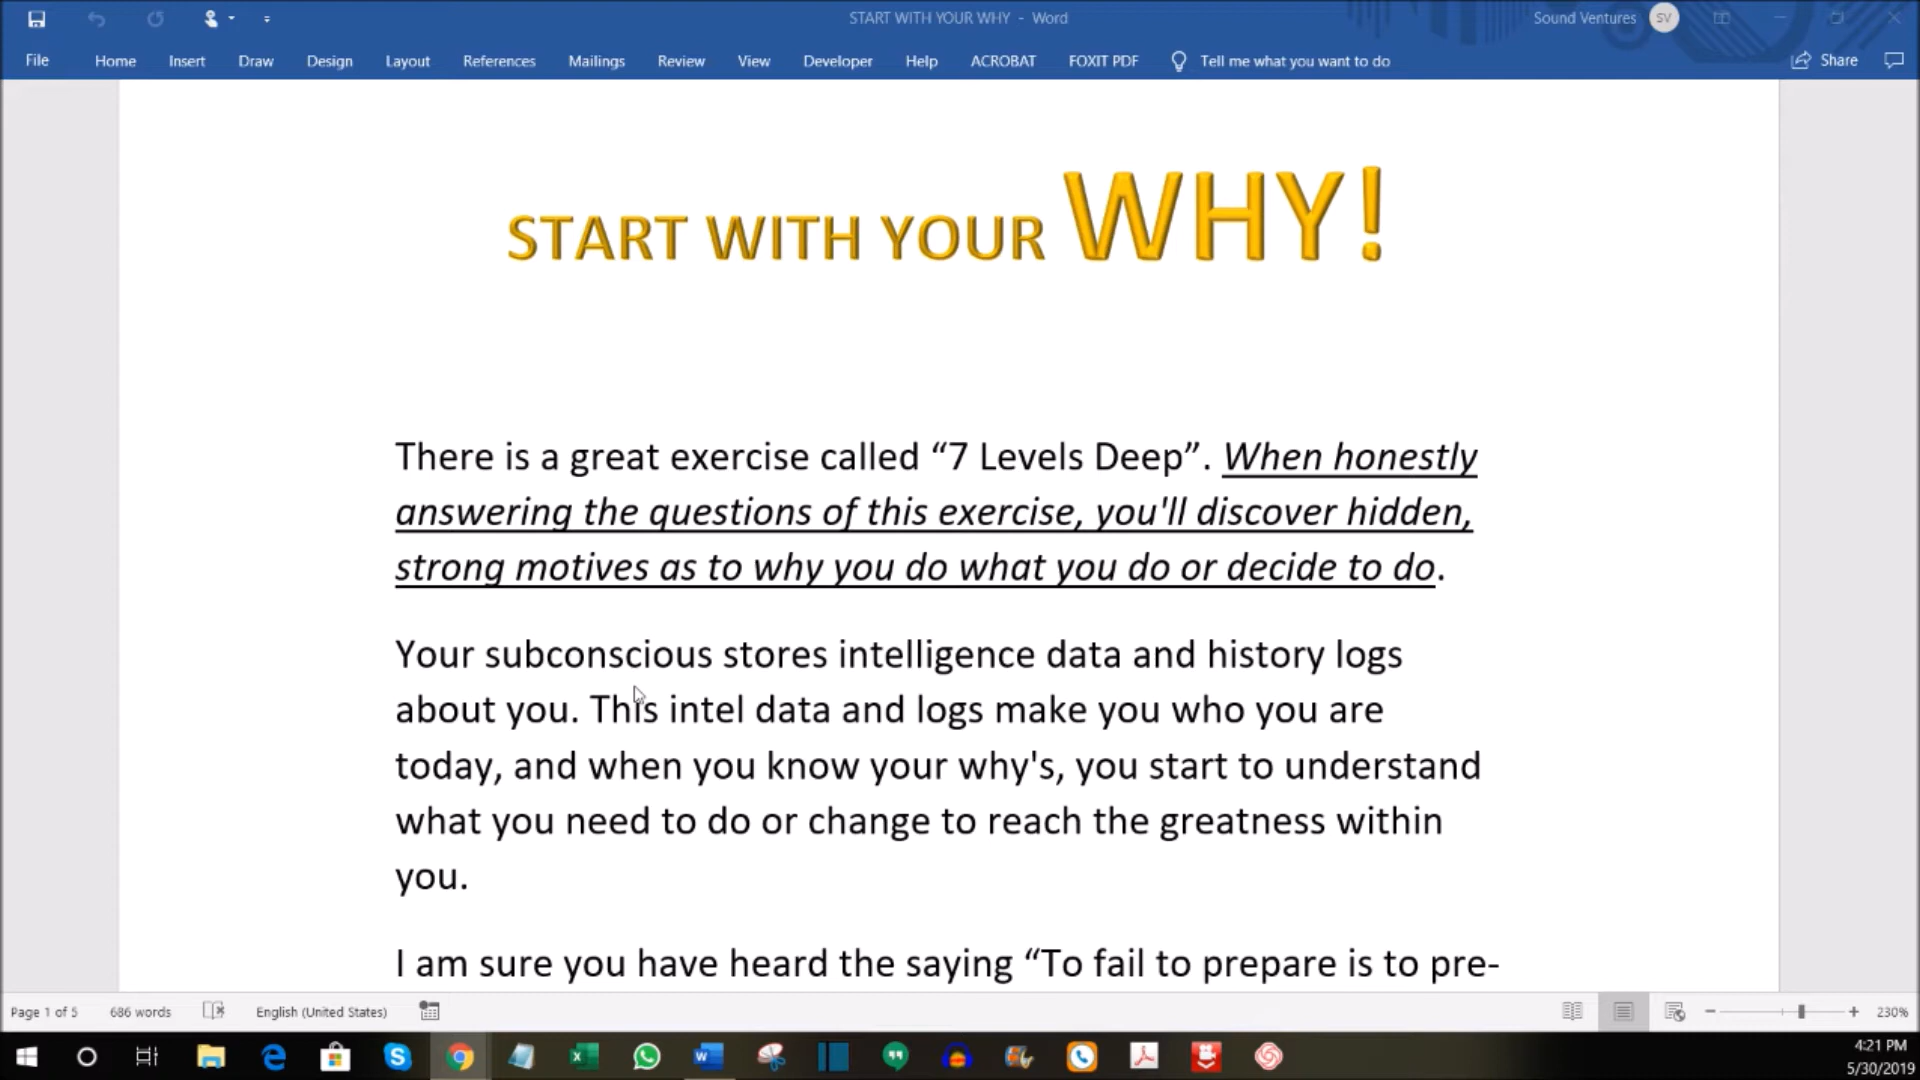 START WITH YOUR WHY - Word
Sound Ventures
SV
File
Home
Insert
Draw
Design
Layout
References
Mailings
Review
View
Developer
Help
ACROBAT
FOXIT PDF
Tell me what you want to do
Share
START WITH YOUR WHY!
There is a great exercise called “7 Levels Deep”. When honestly
answering the questions of this exercise, you'll discover hidden,
strong motives as to why you do what you do or decide to do.
Your subconscious stores intelligence data and history logs
about you. This intel data and logs make you who you are
today, and when you know your why's, you start to understand
what you need to do or change to reach the greatness within
you.
I am sure you have heard the saying “To fail to prepare is to pre-
Page 1 of 5
686 words
English (United States)
230%
4:21 PM
5/30/2019